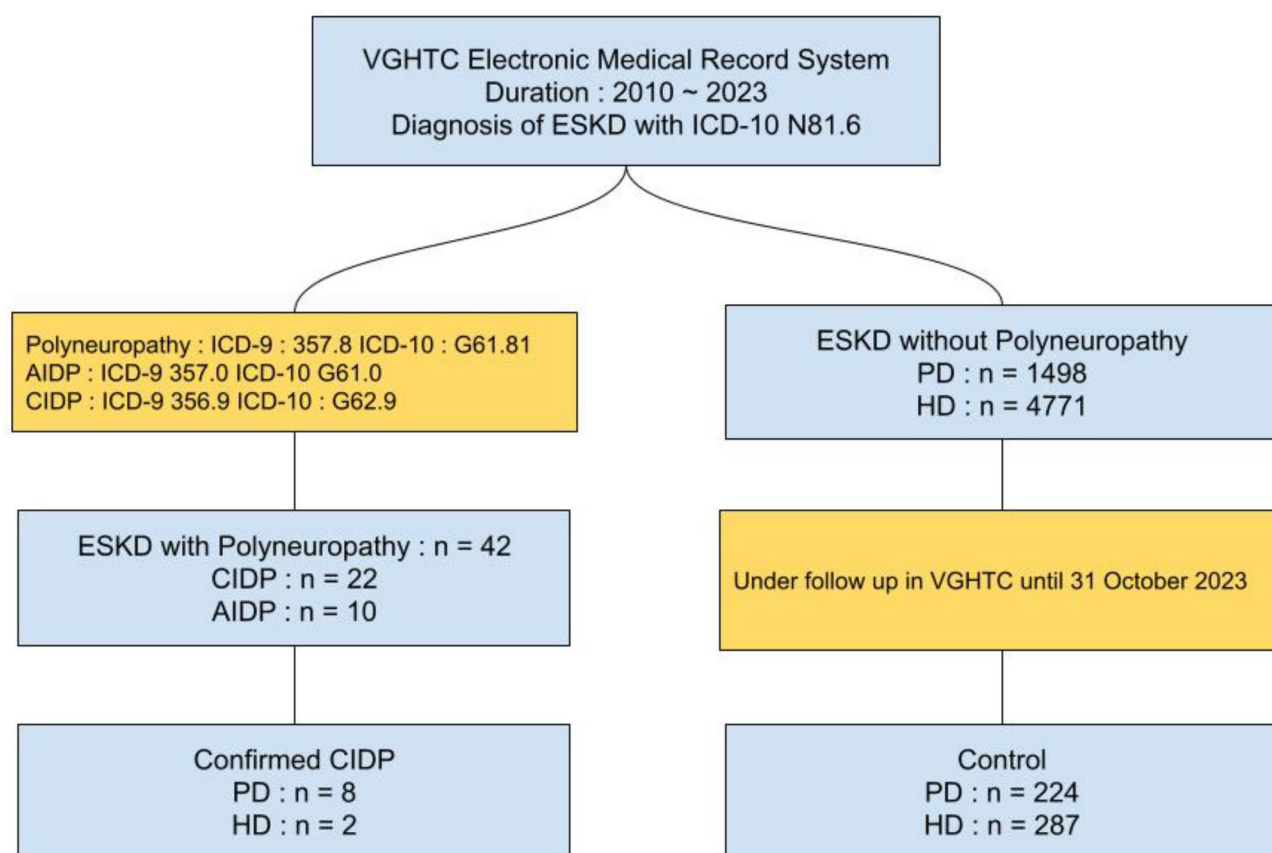 VGHTC Electronic Medical Record System
Duration : 2010 ~ 2023
Diagnosis of ESKD with ICD-10 N81.6
Polyneuropathy : ICD-9 : 357.8 ICD-10 : G61.81
AIDP : ICD-9 357.0 ICD-10 G61.0
CIDP : ICD-9 356.9 ICD-10 : G62.9
ESKD without Polyneuropathy
PD : n = 1498
HD : n = 4771
ESKD with Polyneuropathy : n = 42
CIDP : n = 22
AIDP : n = 10
Under follow up in VGHTC until 31 October 2023
Confirmed CIDP
PD : n = 8
HD : n = 2
Control
PD : n = 224
HD : n = 287